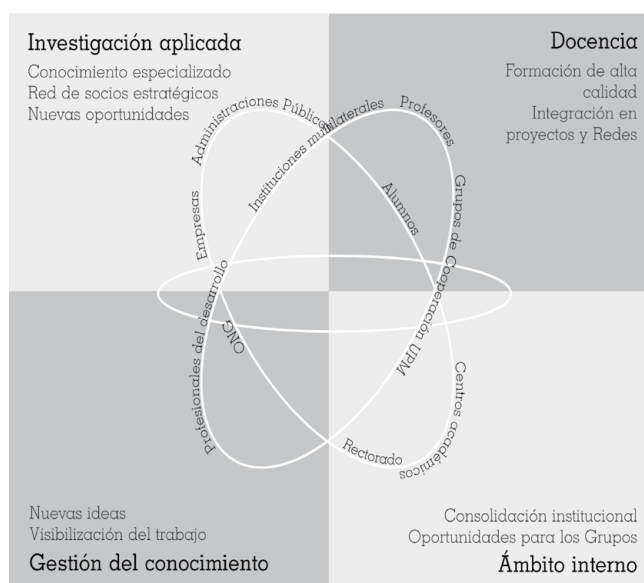 Investigación aplicada
Conocimiento especializado
Red de socios estratégicos
Nuevas oportunidades
Docencia
Formación de alta
calidad
Integración en
proyectos y Redes
Administraciones Públicas
Instituciones multilaterales
Profesores
Alumnos
Empresas
Grupos de Cooperación UPM
Profesionales del desarrollo
ONG
Centros académicos
Rectorado
Nuevas ideas
Visibilización del trabajo
Gestión del conocimiento
Consolidación institucional
Oportunidades para los Grupos
Ámbito interno